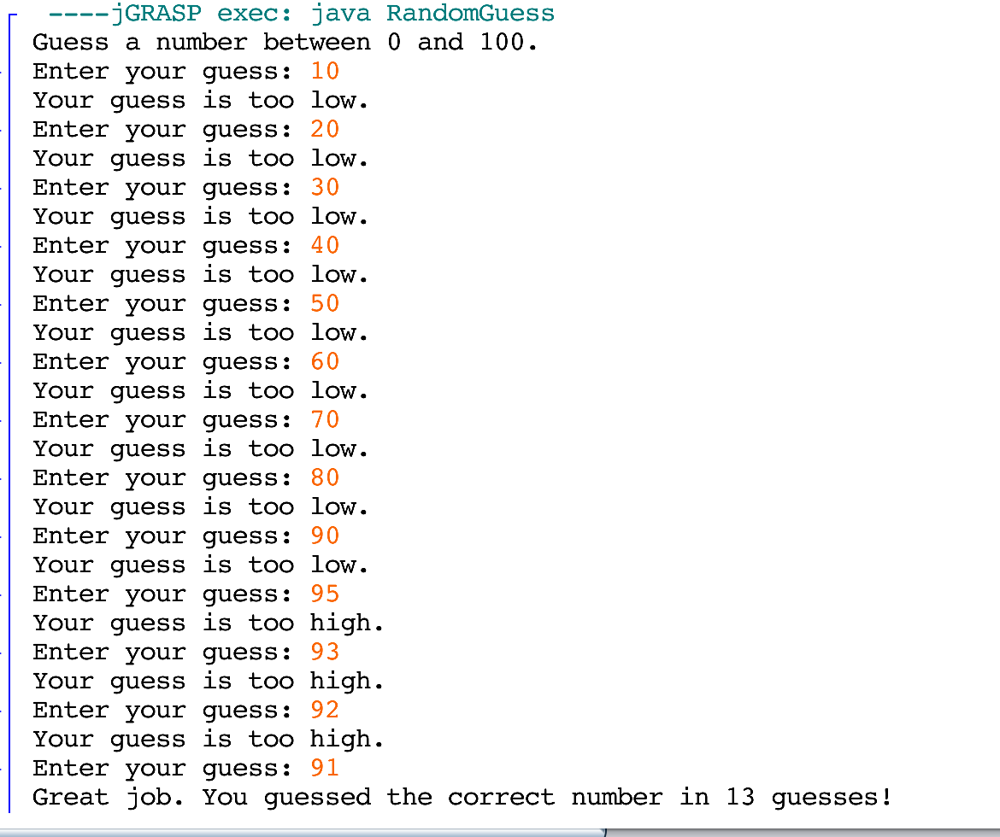 ----jGRASP exec: java RandomGuess
Guess a number between 0 and 100.
Enter your guess: 10
Your guess is too low.
Enter your guess: 20
Your guess is too low.
Enter your guess: 30
Your guess is too low.
Enter your guess: 40
Your guess is too low.
Enter your guess: 50
Your guess is too low.
Enter your guess: 60
Your guess is too low.
Enter your guess: 70
Your guess is too low.
Enter your guess: 80
Your guess is too low.
Enter your guess: 90
Your guess is too low.
Enter your guess: 95
Your guess is too high.
Enter your guess: 93
Your guess is too high.
Enter your guess: 92
Your guess is too high.
Enter your guess: 91
Great job. You guessed the correct number in 13 guesses!